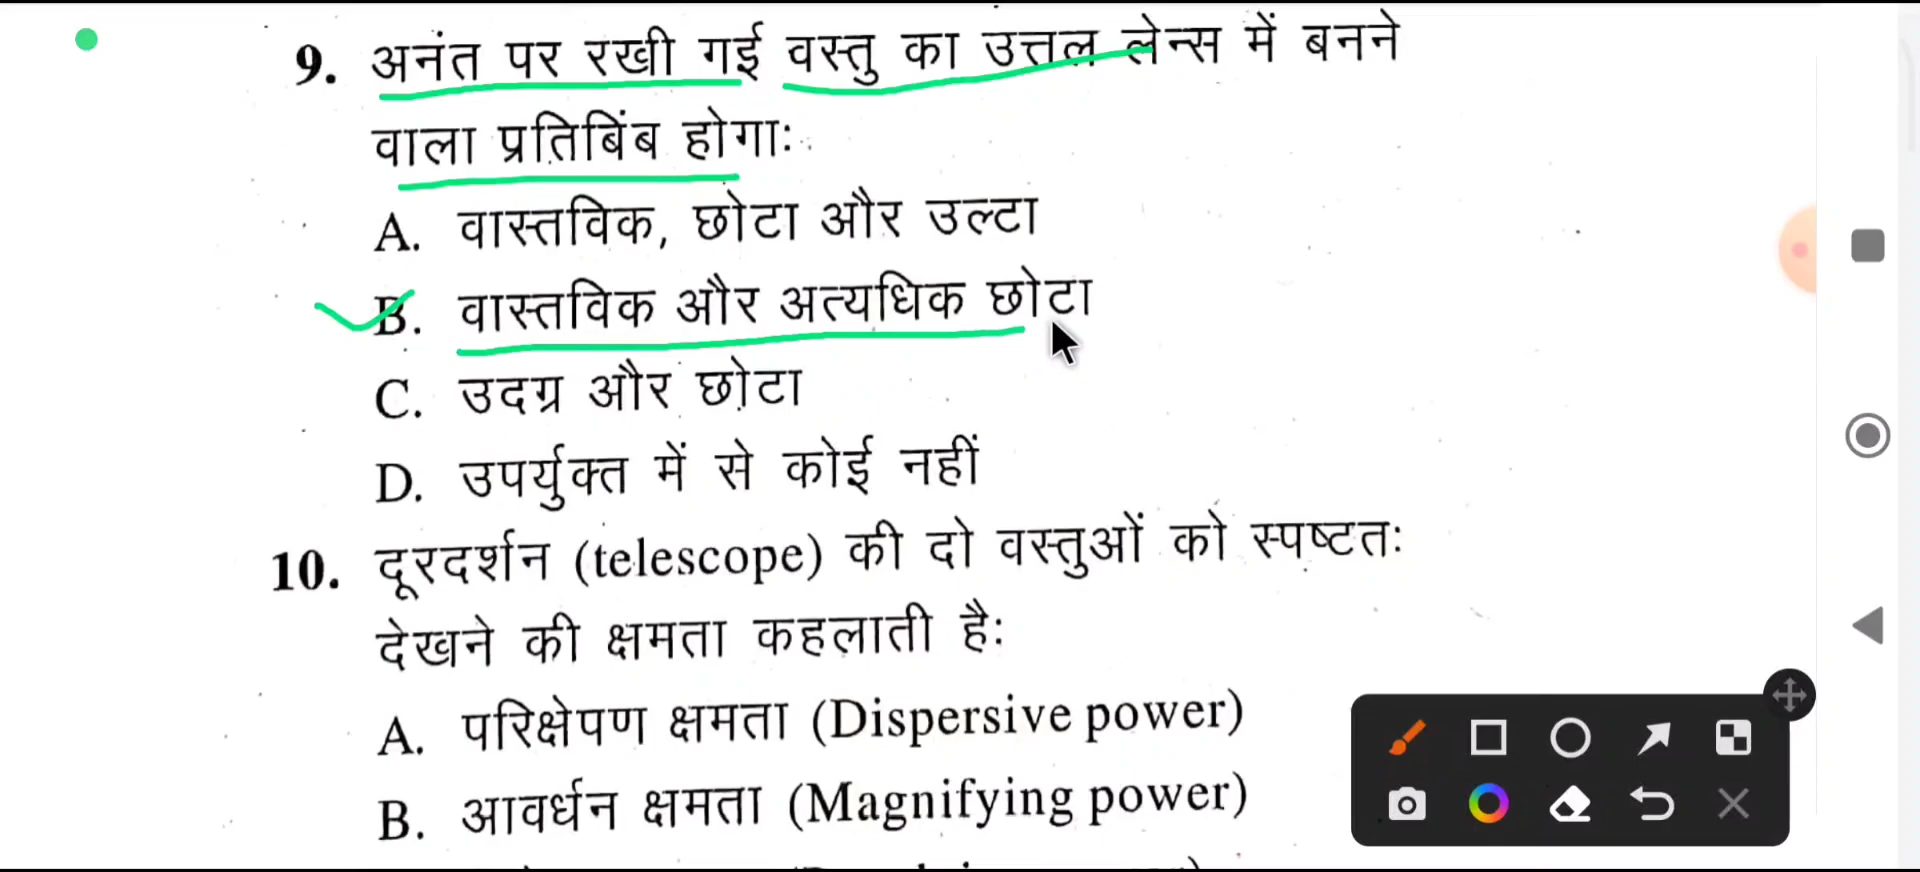 9. अनंत पर रखी गई वस्तु का उत्तल लेन्स में बनने
वाला प्रतिबिंब होगाः
A. वास्तविक, छोटा और उल्टा
B. वास्तविक और अत्यधिक छोटा
C. उदग्र और छोटा
D. उपर्युक्त में से कोई नहीं
10. दूरदर्शन (telescope) की दो वस्तुओं को स्पष्टतः
देखने की क्षमता कहलाती हैः
A. परिक्षेपण क्षमता (Dispersive power)
B. आवर्धन क्षमता (Magnifying power)